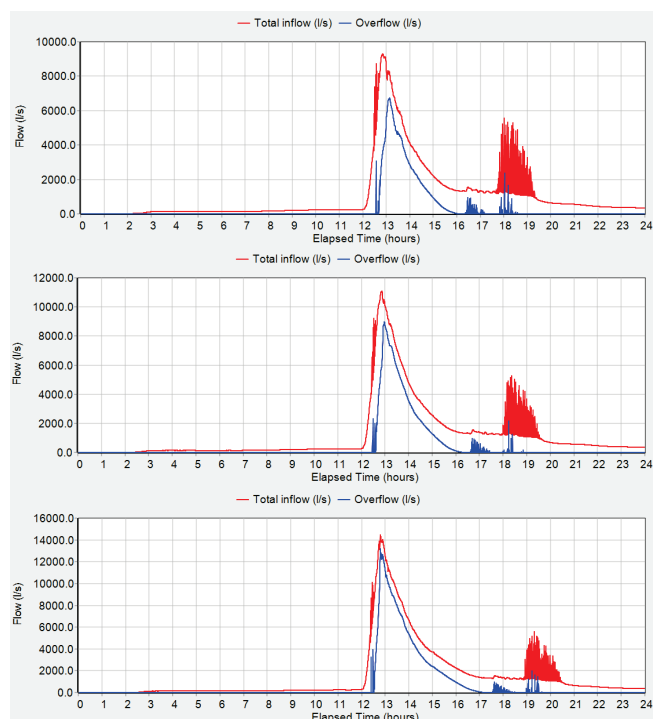 Total inflow (l/s) Overflow (l/s)
10000.0
8000.0
6000.0
4000.0
2000.0
0.0
Flow (l/s)
0 1 2 3 4 5 6 7 8 9 10 11 12 13 14 15 16 17 18 19 20 21 22 23 24
Elapsed Time (hours)
Total inflow (l/s) Overflow (l/s)
12000.0
10000.0
8000.0
6000.0
4000.0
2000.0
0.0
Flow (l/s)
0 1 2 3 4 5 6 7 8 9 10 11 12 13 14 15 16 17 18 19 20 21 22 23 24
Elapsed Time (hours)
Total inflow (l/s) Overflow (l/s)
16000.0
14000.0
12000.0
10000.0
8000.0
6000.0
4000.0
2000.0
0.0
Flow (l/s)
0 1 2 3 4 5 6 7 8 9 10 11 12 13 14 15 16 17 18 19 20 21 22 23 24
Elapsed Time (hours)